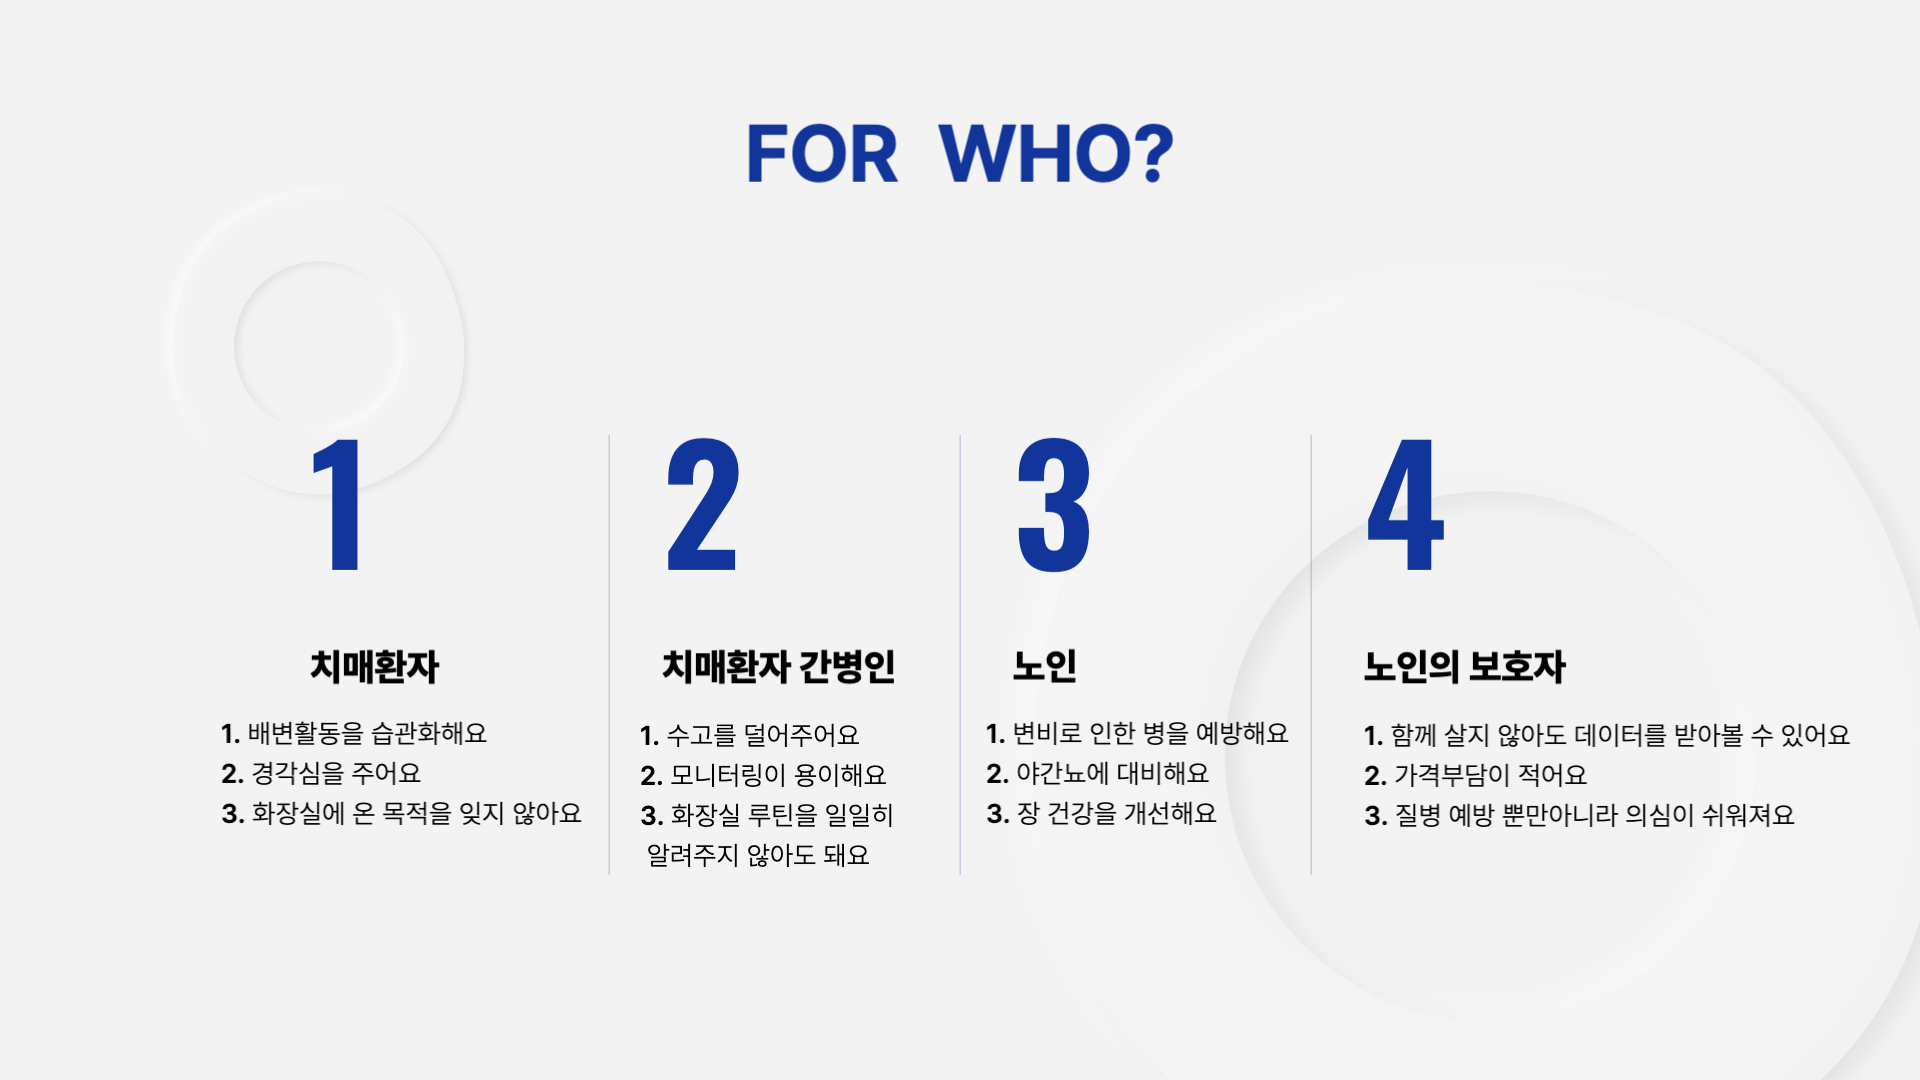 FOR WHO?
1
치매환자
1. 배변활동을 습관화해요
2. 경각심을 주어요
3. 화장실에 온 목적을 잊지 않아요
2
치매환자 간병인
1. 수고를 덜어주어요
2. 모니터링이 용이해요
3. 화장실 루틴을 일일히
알려주지 않아도 돼요
3
노인
1. 변비로 인한 병을 예방해요
2. 야간뇨에 대비해요
3. 장 건강을 개선해요
4
노인의 보호자
1. 함께 살지 않아도 데이터를 받아볼 수 있어요
2. 가격부담이 적어요
3. 질병 예방 뿐만아니라 의심이 쉬워져요